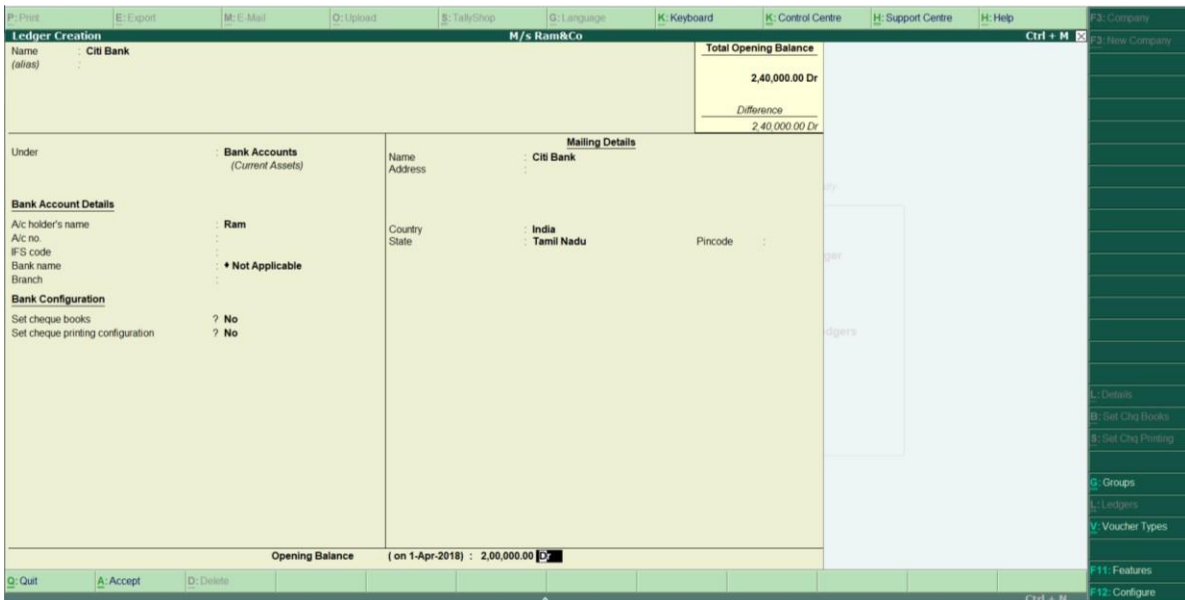 P: Print E: Export M: E-Mail O: Upload S: TallyShop G: Language K: Keyboard K: Control Centre H: Support Centre H: Help F3: Company
Ledger Creation M/s Ram&Co Ctrl + M
F3: New Company
Name : Citi Bank
(alias) :
Total Opening Balance
2,40,000.00 Dr
Difference
2,40,000.00 Dr
Under : Bank Accounts
(Current Assets)
Bank Account Details
A/c holder's name : Ram
A/c no. :
IFS code :
Bank name : ♦ Not Applicable
Branch :
Bank Configuration
Set cheque books ? No
Set cheque printing configuration ? No
Mailing Details
Name : Citi Bank
Address :
Country : India
State : Tamil Nadu Pincode :
Opening Balance ( on 1-Apr-2018) : 2,00,000.00 Dr
L: Details
B: Set Chq Books
S: Set Chq Printing
G: Groups
L: Ledgers
V: Voucher Types
F11: Features
F12: Configure
Q: Quit A: Accept D: Delete
Ctrl + N